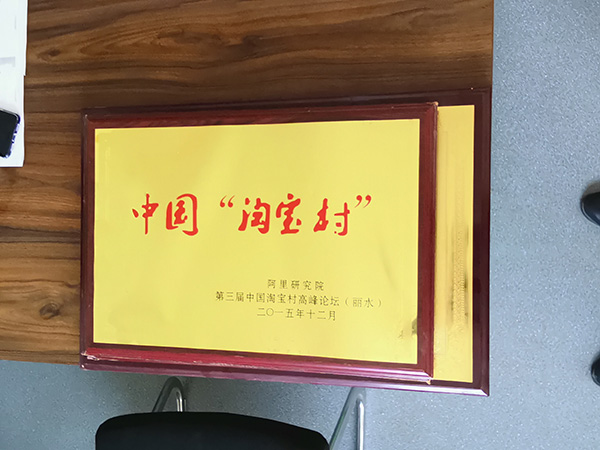 中国“淘宝村”
阿里研究院
第三届中国淘宝村高峰论坛（丽水）
二〇一五年十二月